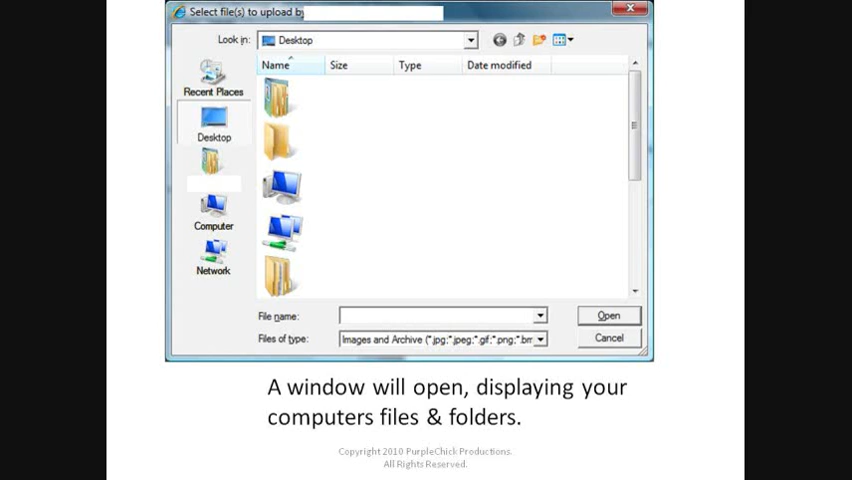 Select file(s) to upload by
Look in: Desktop
Name Size Type Date modified
Recent Places
Desktop
Computer
Network
File name: Open
Files of type: Images and Archive (*.jpg;*.jpeg;*.gif;*.png;*.bm Cancel
A window will open, displaying your
computers files & folders.
Copyright 2010 PurpleChick Productions.
All Rights Reserved.